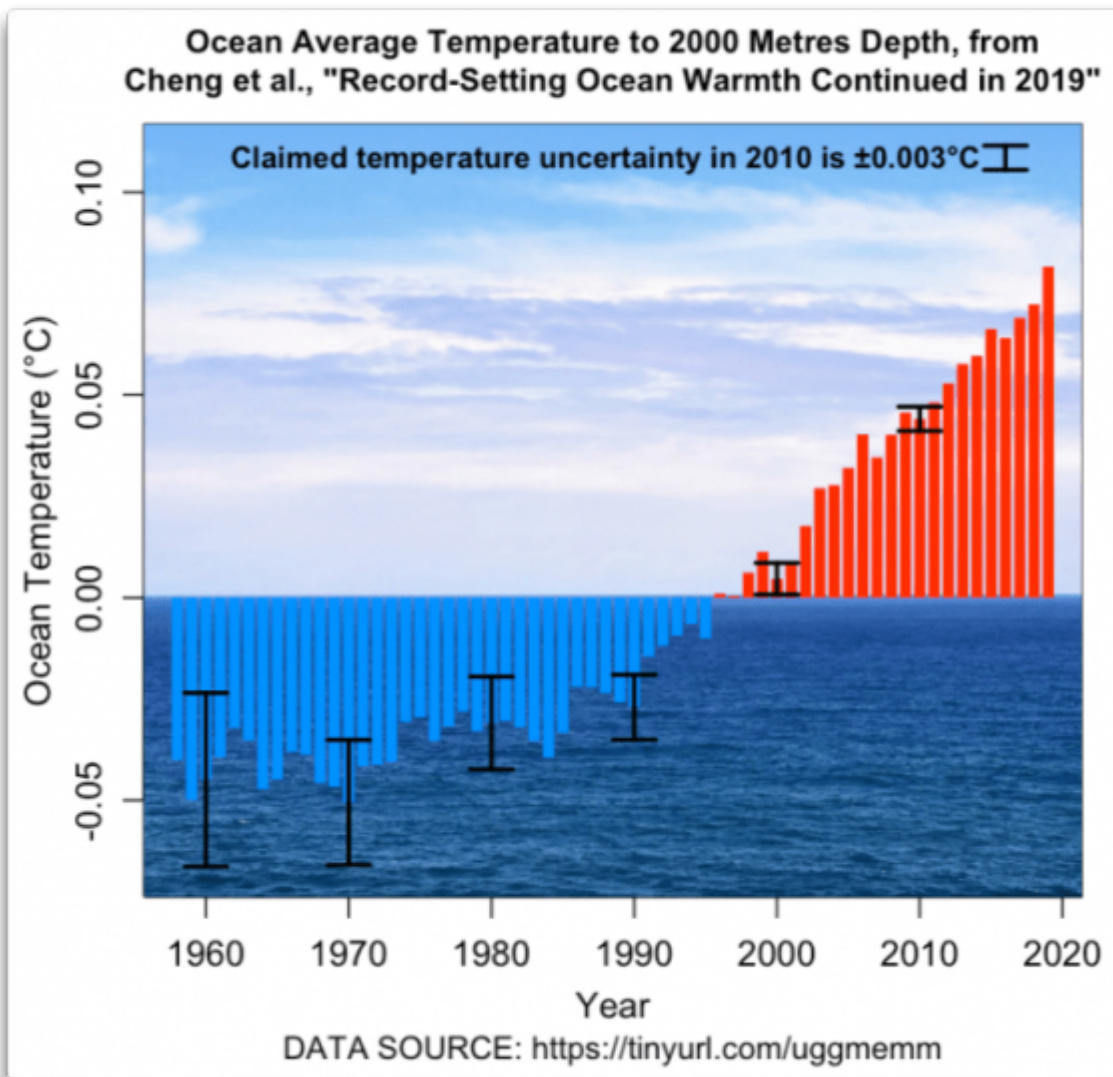 Ocean Average Temperature to 2000 Metres Depth, from
Cheng et al., "Record-Setting Ocean Warmth Continued in 2019"
Claimed temperature uncertainty in 2010 is ±0.003°C
Ocean Temperature (°C)
0.10
0.05
0.00
-0.05
1960 1970 1980 1990 2000 2010 2020
Year
DATA SOURCE: https://tinyurl.com/uggmemm